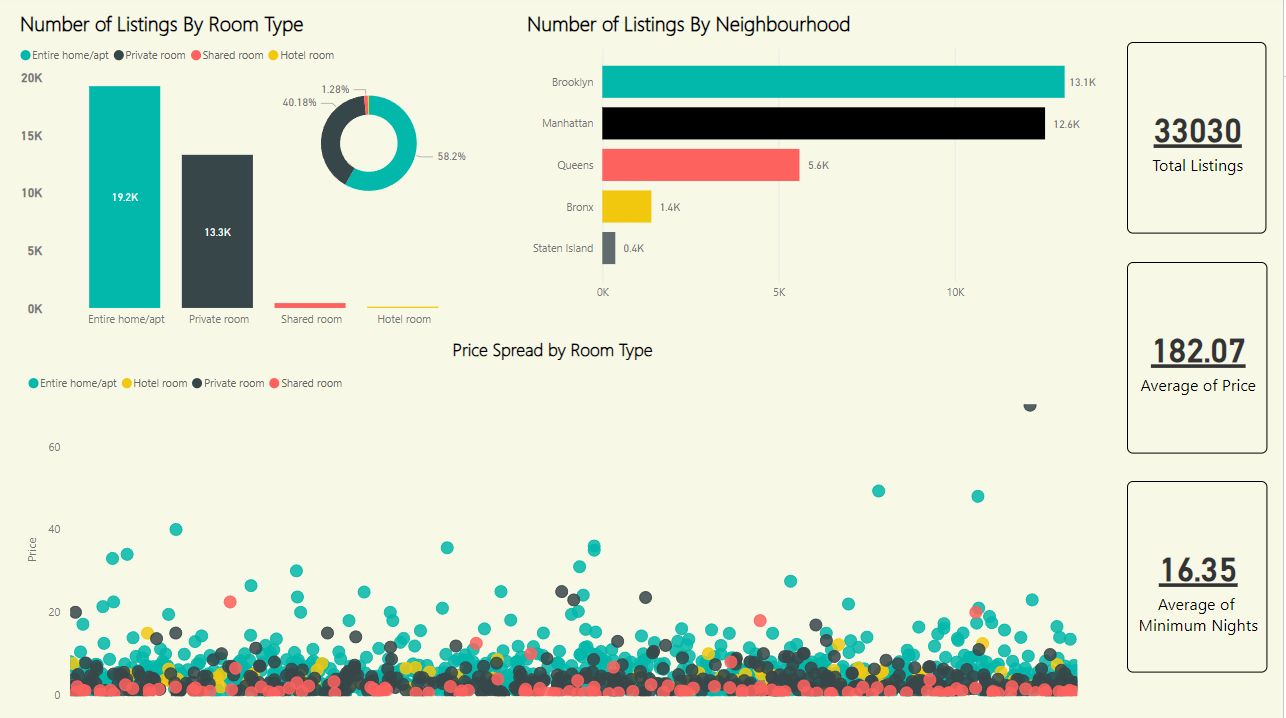 Number of Listings By Room Type
Entire home/apt Private room Shared room Hotel room
20K
15K
10K
5K
0K
19.2K
13.3K
Entire home/apt Private room Shared room Hotel room
1.28%
40.18%
58.2%
Number of Listings By Neighbourhood
Brooklyn 13.1K
Manhattan 12.6K
Queens 5.6K
Bronx 1.4K
Staten Island 0.4K
0K 5K 10K
33030
Total Listings
182.07
Average of Price
16.35
Average of
Minimum Nights
Price Spread by Room Type
Entire home/apt Hotel room Private room Shared room
Price
60
40
20
0